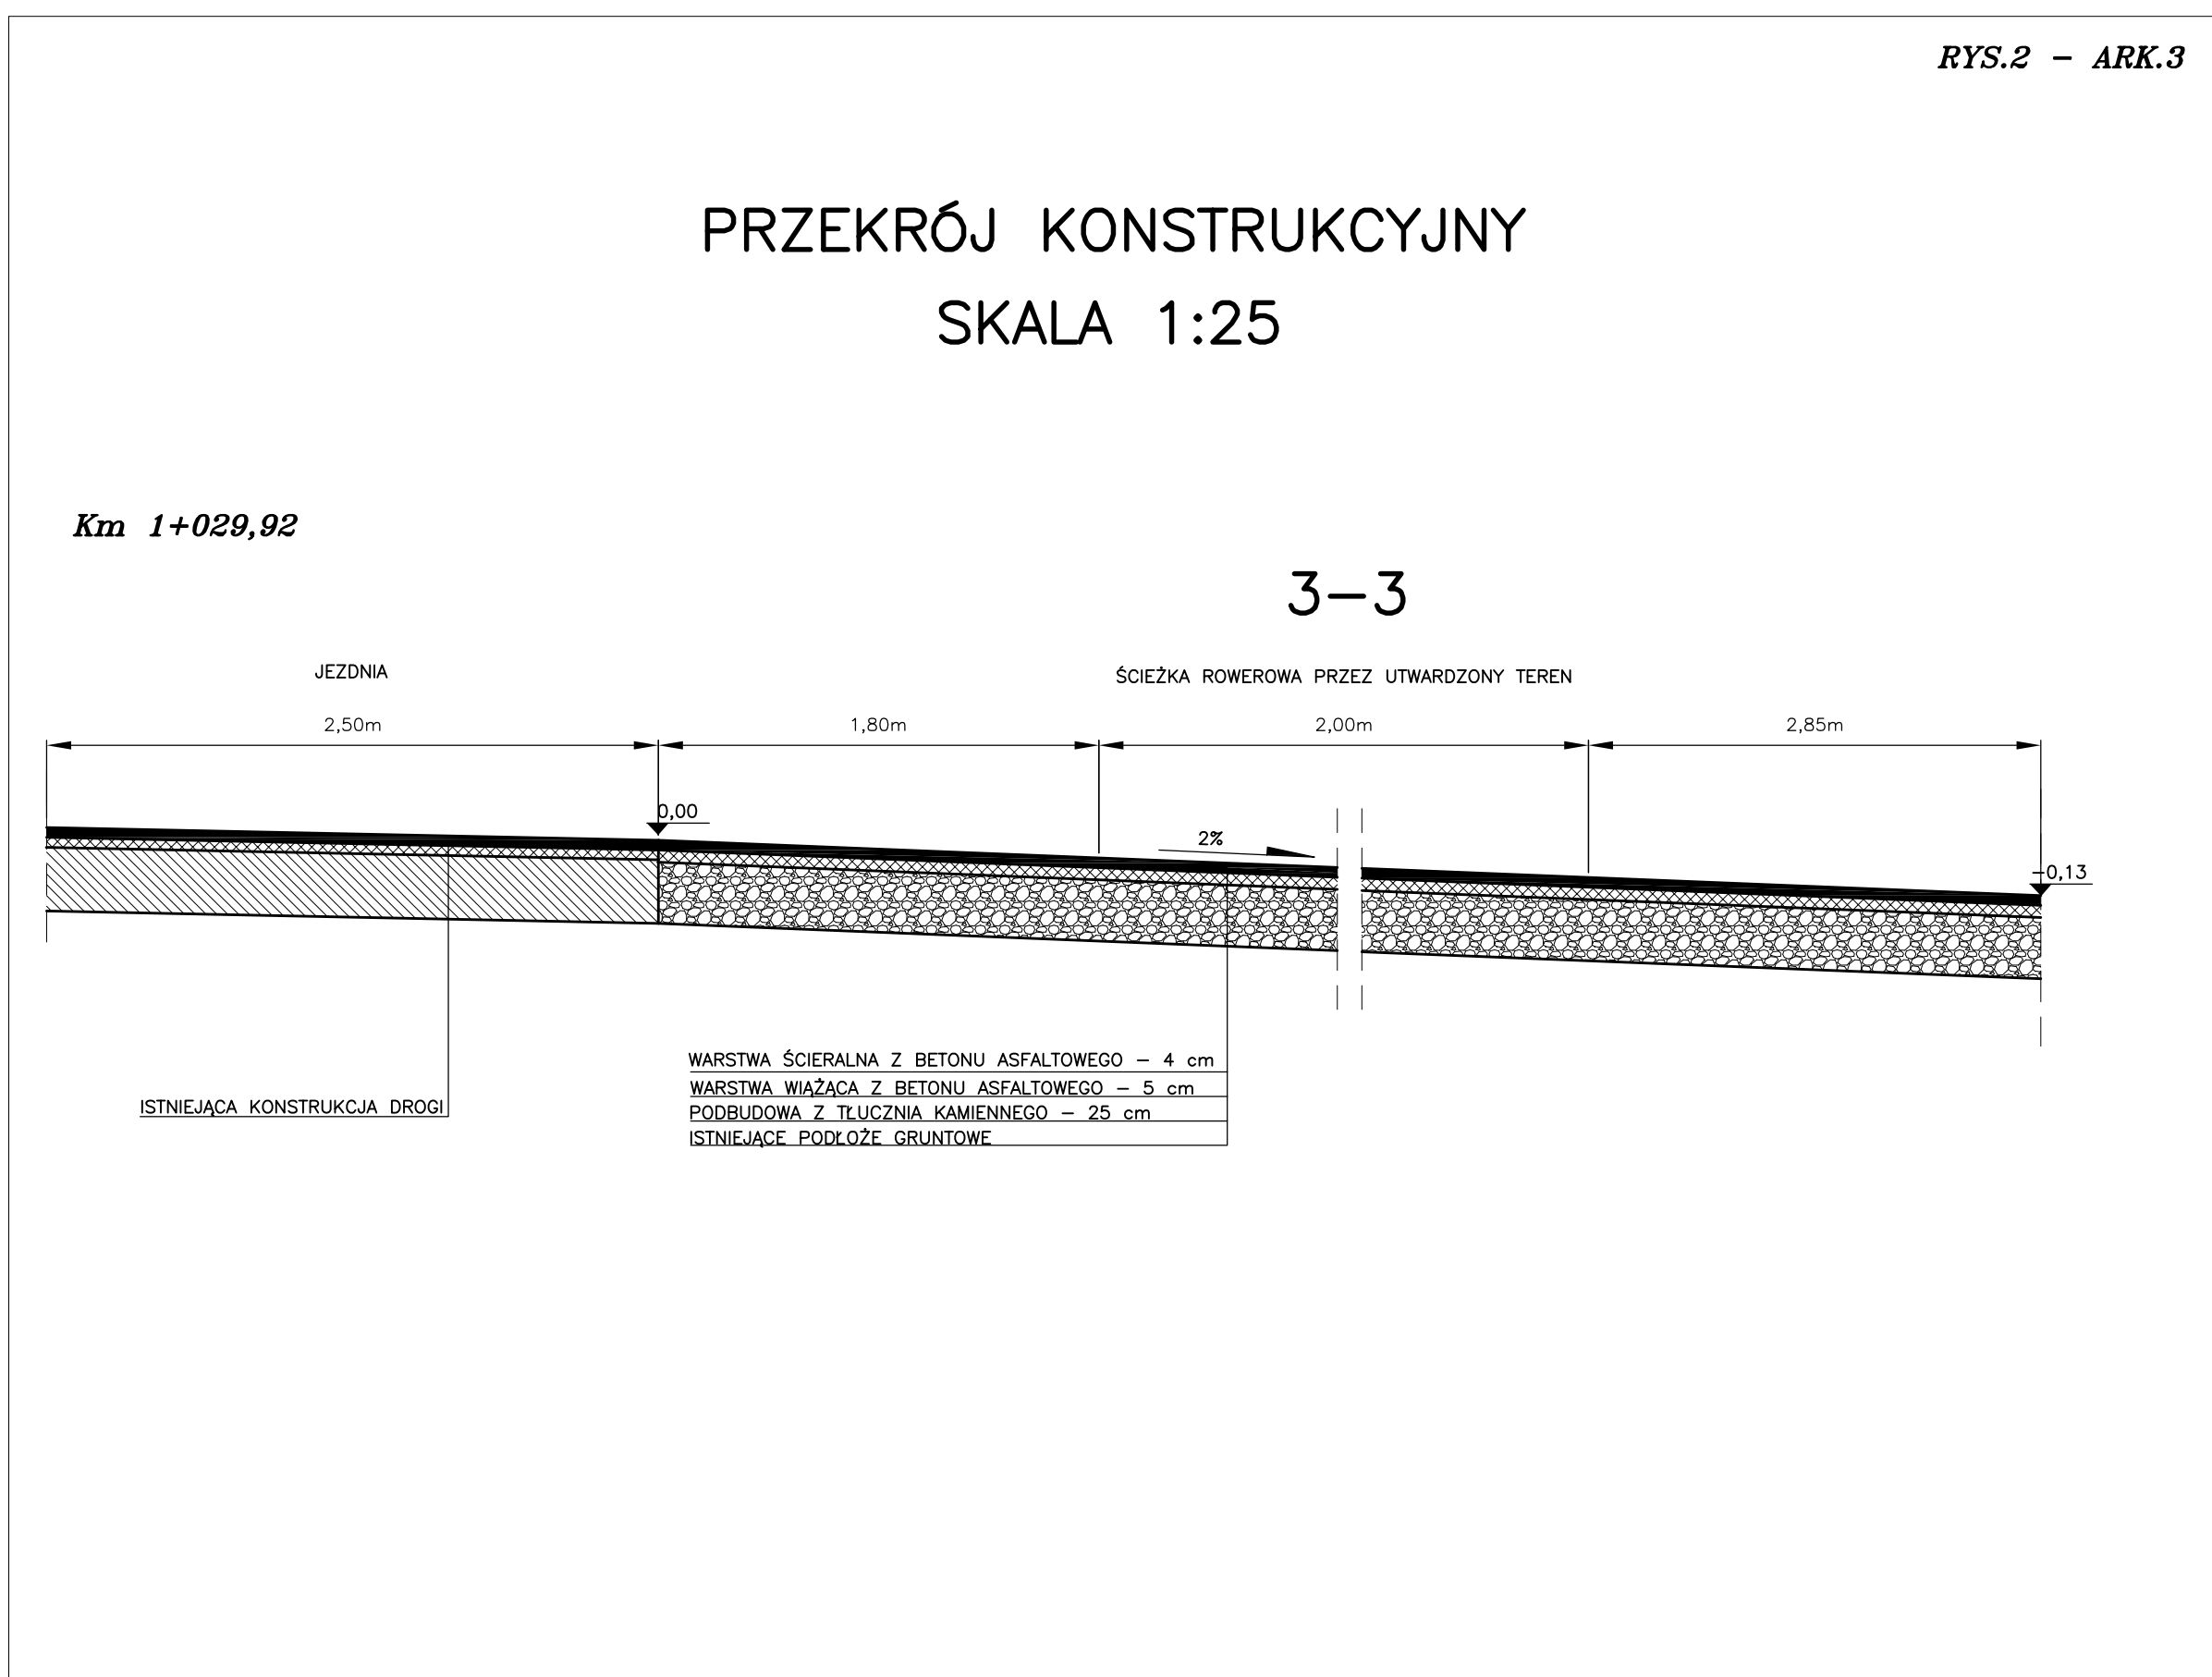 RYS.2 - ARK.3
PRZEKRÓJ KONSTRUKCYJNY
SKALA 1:25
Km 1+029,92
3-3
JEZDNIA
ŚCIEŻKA ROWEROWA PRZEZ UTWARDZONY TEREN
2,50m 1,80m 2,00m 2,85m
0,00
2%
-0,13
WARSTWA ŚCIERALNA Z BETONU ASFALTOWEGO - 4 cm
WARSTWA WIĄŻĄCA Z BETONU ASFALTOWEGO - 5 cm
ISTNIEJĄCA KONSTRUKCJA DROGI
PODBUDOWA Z TŁUCZNIA KAMIENNEGO - 25 cm
ISTNIEJĄCE PODŁOŻE GRUNTOWE